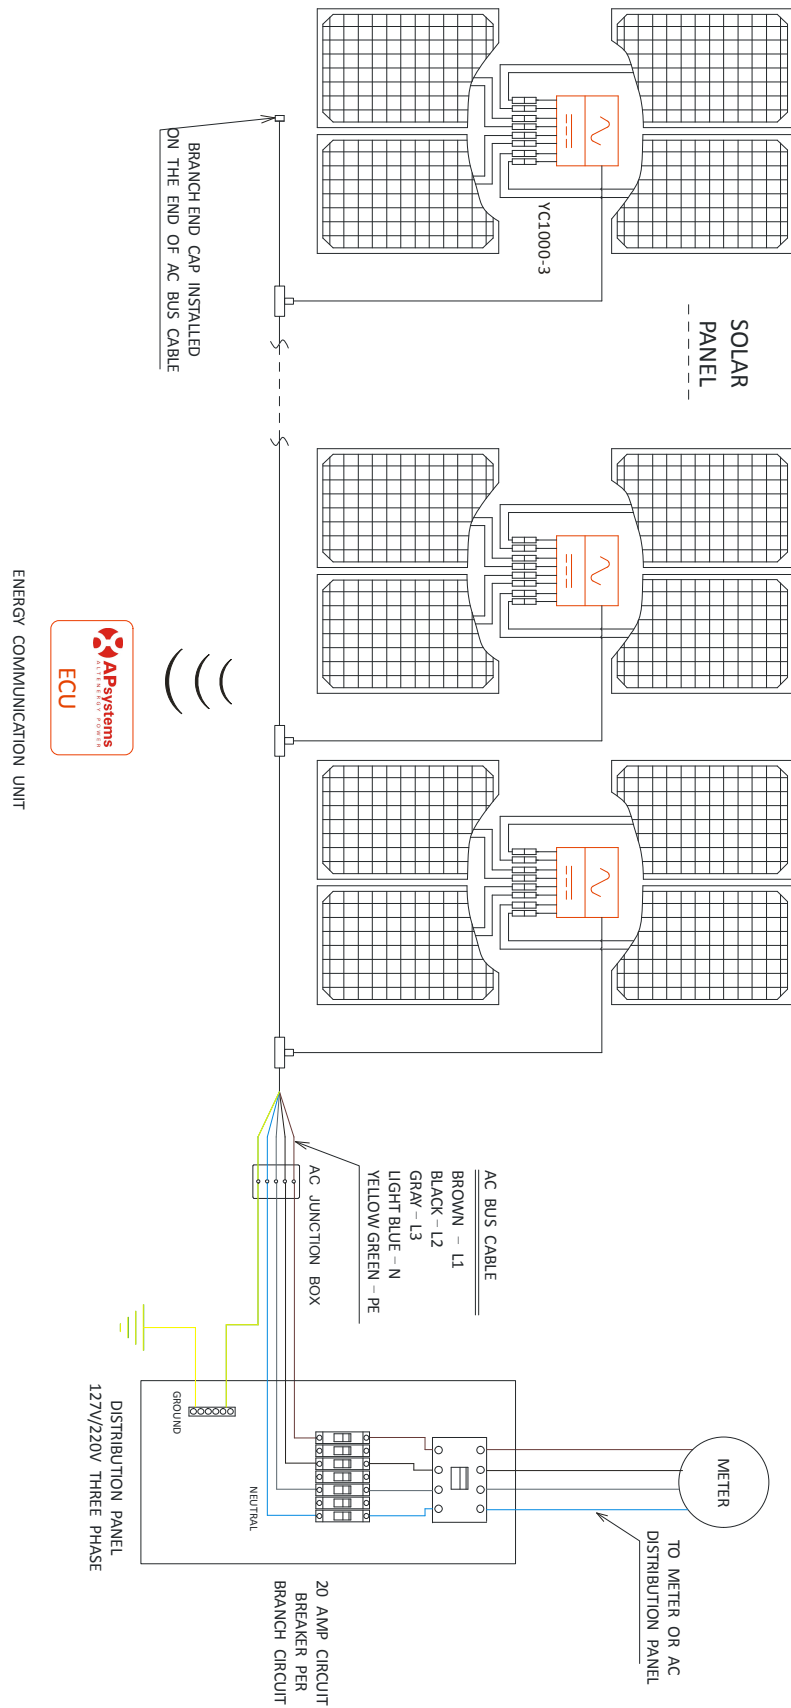 SOLAR
PANEL
YC1000-3
BRANCH END CAP INSTALLED
ON THE END OF AC BUS CABLE
APsystems
ALTENERGY POWER
ECU
ENERGY COMMUNICATION UNIT
AC BUS CABLE
BROWN – L1
BLACK – L2
GRAY – L3
LIGHT BLUE – N
YELLOW GREEN – PE
AC JUNCTION BOX
METER
TO METER OR AC
DISTRIBUTION PANEL
GROUND
NEUTRAL
DISTRIBUTION PANEL
127V/220V THREE PHASE
20 AMP CIRCUIT
BREAKER PER
BRANCH CIRCUIT